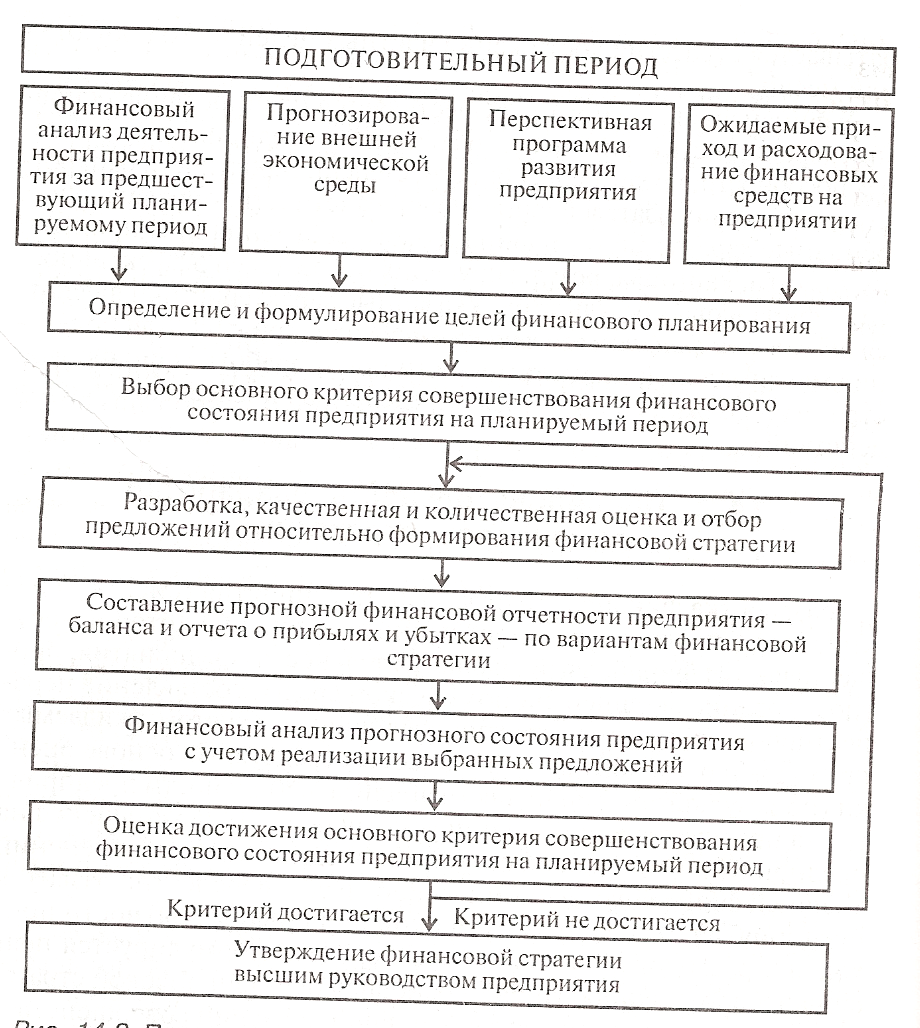 ПОДГОТОВИТЕЛЬНЫЙ ПЕРИОД
Финансовый
анализ деятель-
ности предприя-
тия за предшест-
вующий плани-
руемому период
Прогнозирова-
ние внешней
экономической
среды
Перспективная
программа
развития
предприятия
Ожидаемые при-
ход и расходова-
ние финансовых
средств на
предприятии
Определение и формулирование целей финансового планирования
Выбор основного критерия совершенствования финансового
состояния предприятия на планируемый период
Разработка, качественная и количественная оценка и отбор
предложений относительно формирования финансовой стратегии
Составление прогнозной финансовой отчетности предприятия —
баланса и отчета о прибылях и убытках — по вариантам финансовой
стратегии
Финансовый анализ прогнозного состояния предприятия
с учетом реализации выбранных предложений
Оценка достижения основного критерия совершенствования
финансового состояния предприятия на планируемый период
Критерий достигается
Критерий не достигается
Утверждение финансовой стратегии
высшим руководством предприятия